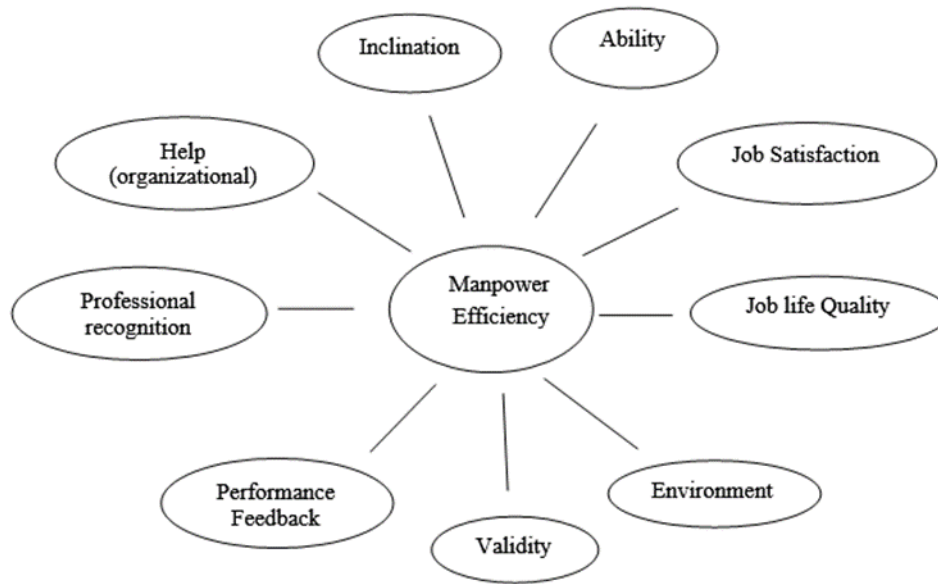 Inclination
Ability
Help
(organizational)
Job Satisfaction
Manpower
Efficiency
Professional
recognition
Job life Quality
Performance
Feedback
Environment
Validity